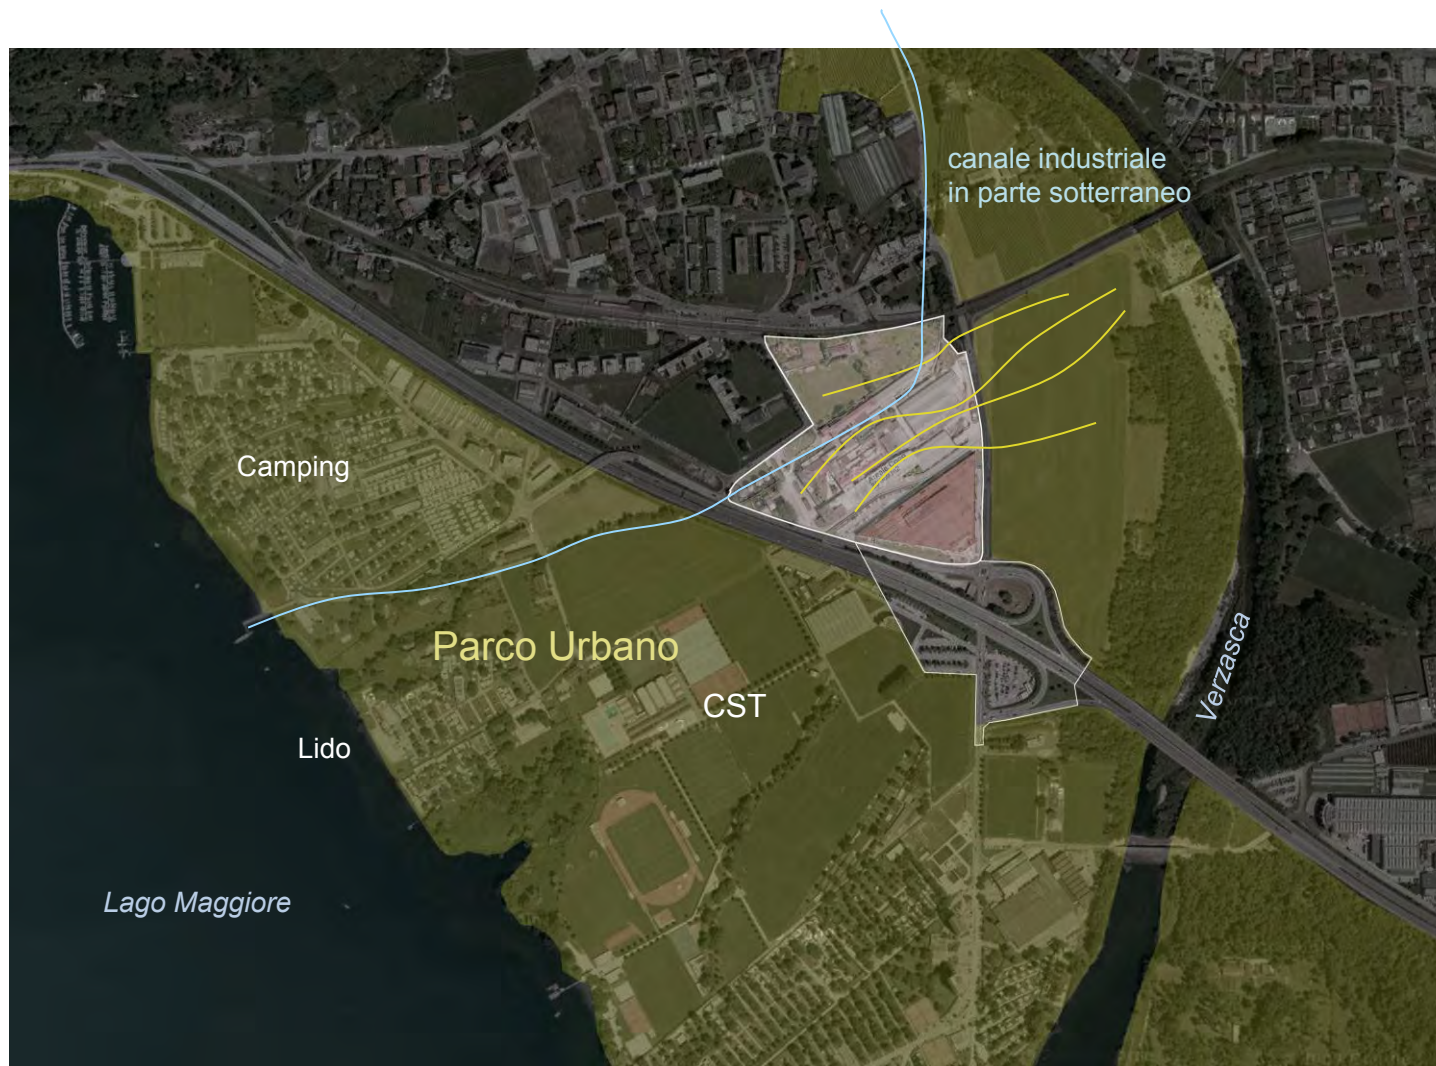 canale industriale
in parte sotterraneo
Camping
Parco Urbano
CST
Verzasca
Lido
Lago Maggiore